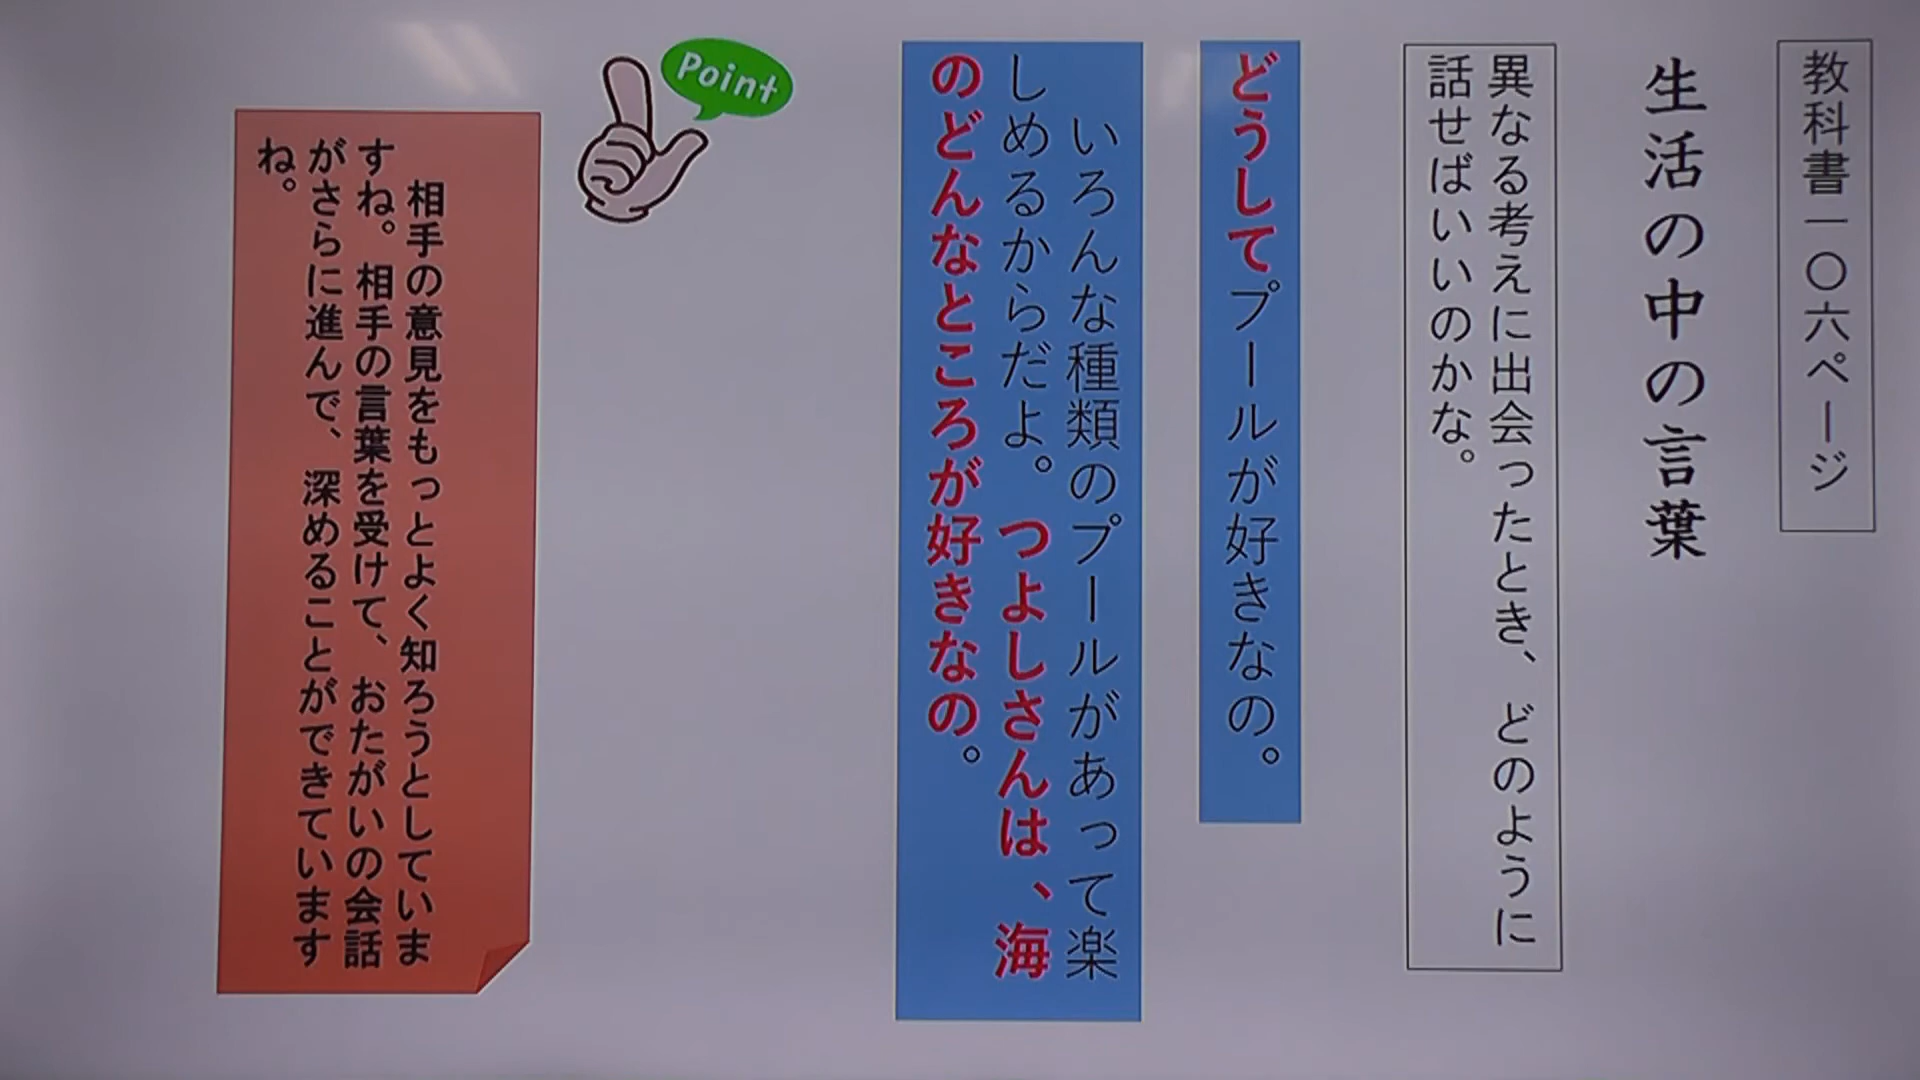 教科書一〇六ページ
生活の中の言葉
異なる考えに出会ったとき、どのように
話せばいいのかな。
どうしてプールが好きなの。
いろんな種類のプールがあって楽
しめるからだよ。つよしさんは、海
のどんなところが好きなの。
Point
相手の意見をもっとよく知ろうとしていま
すね。相手の言葉を受けて、おたがいの会話
がさらに進んで、深めることができています
ね。